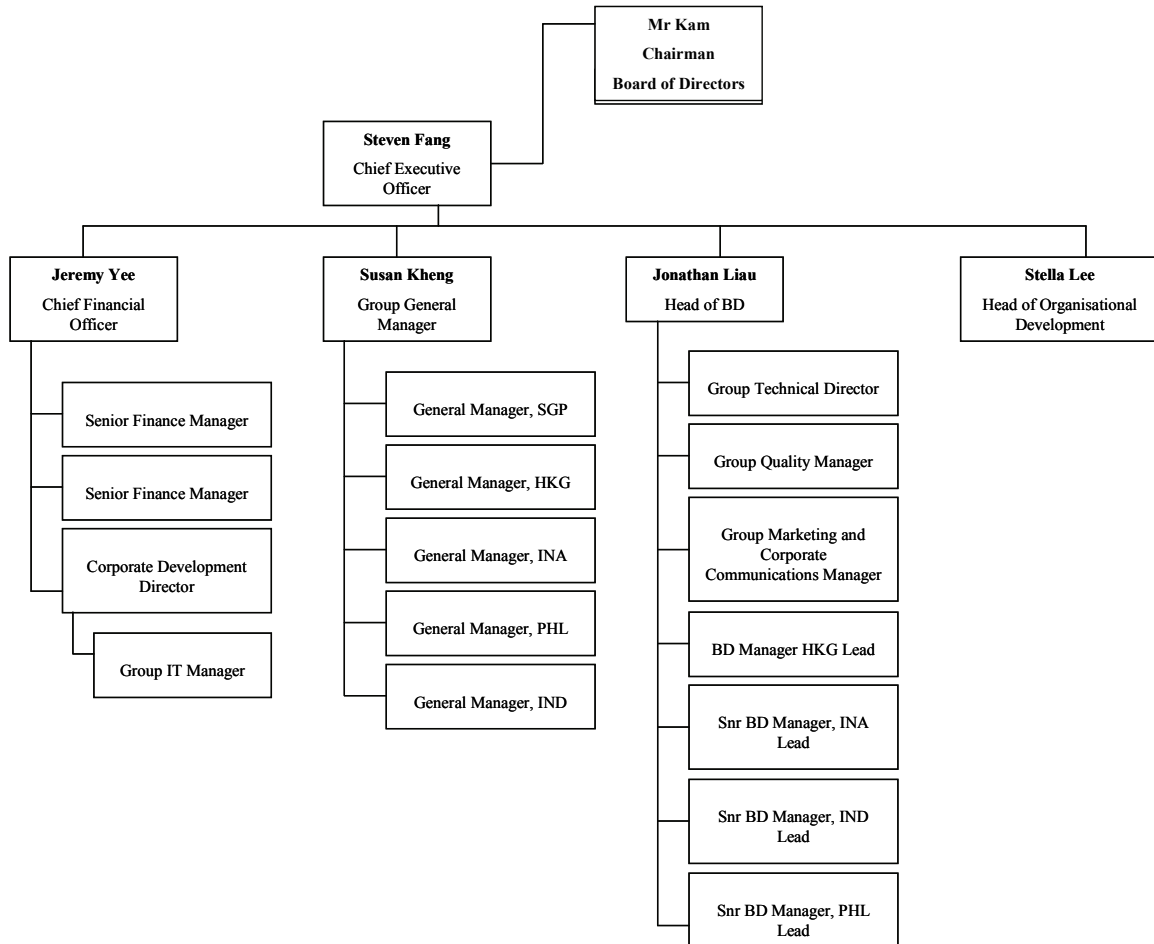 Mr Kam
Chairman
Board of Directors
Steven Fang
Chief Executive
Officer
Jeremy Yee
Chief Financial
Officer
Senior Finance Manager
Senior Finance Manager
Corporate Development
Director
Group IT Manager
Susan Kheng
Group General
Manager
General Manager, SGP
General Manager, HKG
General Manager, INA
General Manager, PHL
General Manager, IND
Jonathan Liau
Head of BD
Group Technical Director
Group Quality Manager
Group Marketing and
Corporate
Communications Manager
BD Manager HKG Lead
Snr BD Manager, INA
Lead
Snr BD Manager, IND
Lead
Snr BD Manager, PHL
Lead
Stella Lee
Head of Organisational
Development